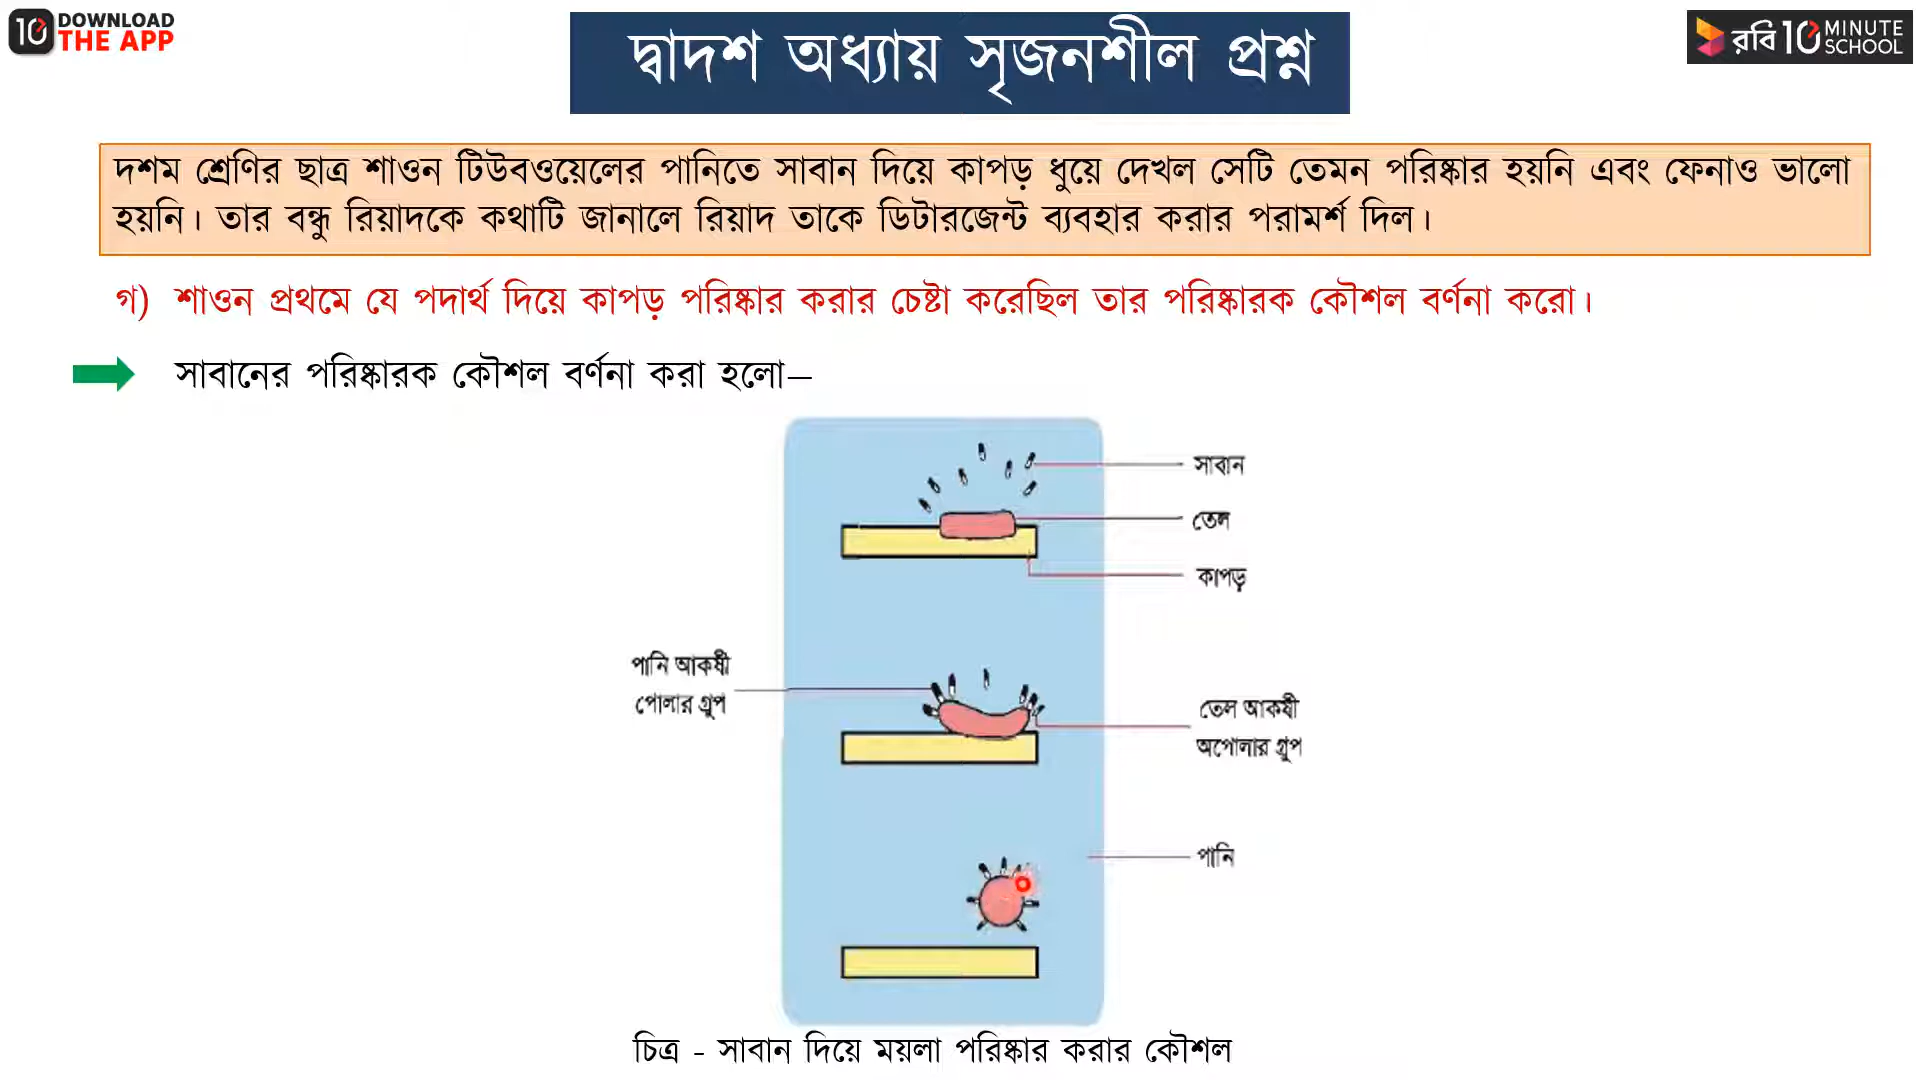 10 DOWNLOAD THE APP
দ্বাদশ অধ্যায় সৃজনশীল প্রশ্ন
রবি 10 MINUTE SCHOOL
দশম শ্রেণির ছাত্র শাওন টিউবওয়েলের পানিতে সাবান দিয়ে কাপড় ধুয়ে দেখল সেটি তেমন পরিষ্কার হয়নি এবং ফেনাও ভালো
হয়নি। তার বন্ধু রিয়াদকে কথাটি জানালে রিয়াদ তাকে ডিটারজেন্ট ব্যবহার করার পরামর্শ দিল।
গ) শাওন প্রথমে যে পদার্থ দিয়ে কাপড় পরিষ্কার করার চেষ্টা করেছিল তার পরিষ্কারক কৌশল বর্ণনা করো।
সাবানের পরিষ্কারক কৌশল বর্ণনা করা হলো–
সাবান
তেল
কাপড়
পানি আকর্ষী
পোলার গ্রুপ
তেল আকর্ষী
অপোলার গ্রুপ
পানি
চিত্র - সাবান দিয়ে ময়লা পরিষ্কার করার কৌশল